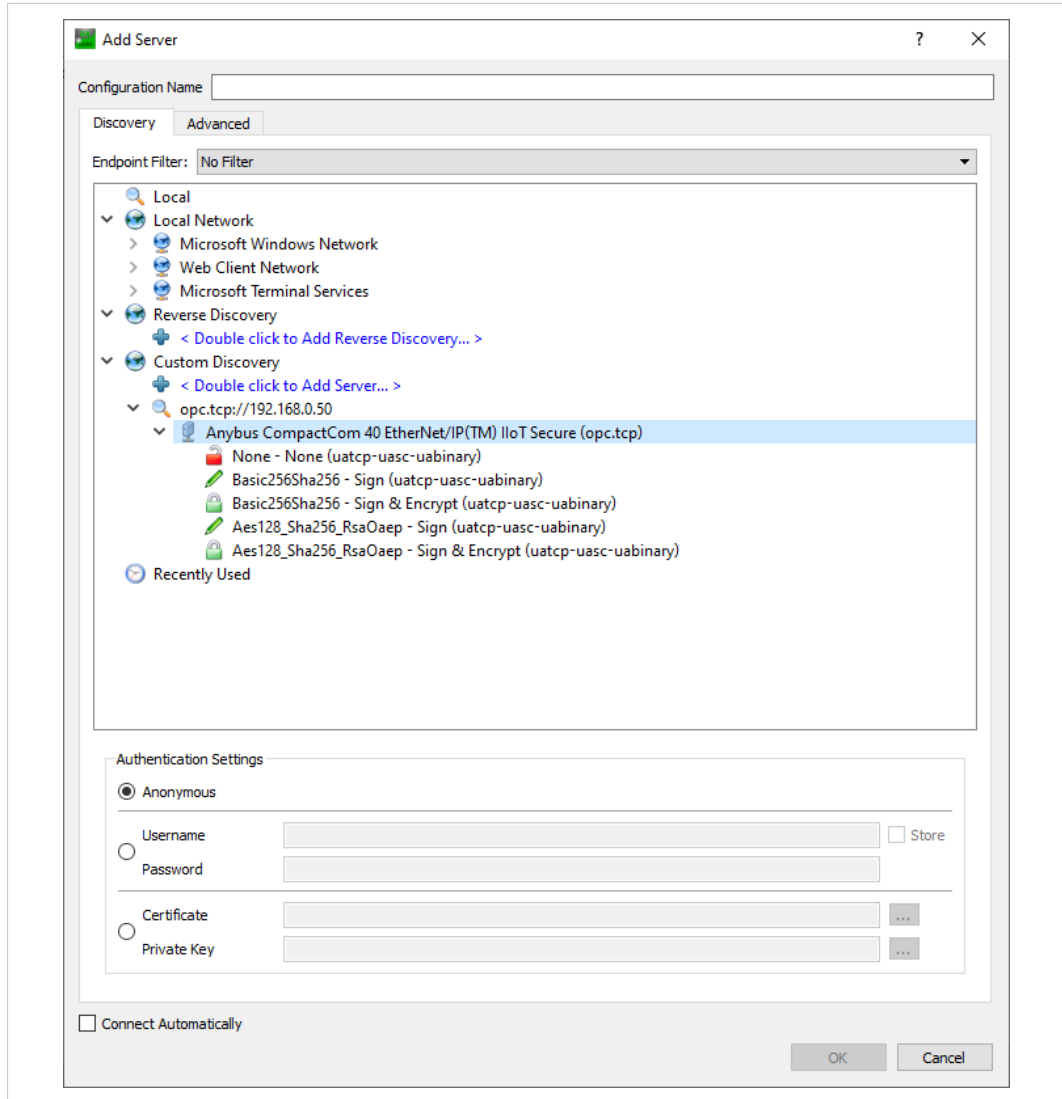 Add Server
?
Configuration Name
Discovery Advanced
Endpoint Filter: No Filter
Local
Local Network
Microsoft Windows Network
Web Client Network
Microsoft Terminal Services
Reverse Discovery
< Double click to Add Reverse Discovery... >
Custom Discovery
< Double click to Add Server... >
opc.tcp://192.168.0.50
Anybus CompactCom 40 EtherNet/IP(TM) IIoT Secure (opc.tcp)
None - None (uatcp-uasc-uabinary)
Basic256Sha256 - Sign (uatcp-uasc-uabinary)
Basic256Sha256 - Sign & Encrypt (uatcp-uasc-uabinary)
Aes128_Sha256_RsaOaep - Sign (uatcp-uasc-uabinary)
Aes128_Sha256_RsaOaep - Sign & Encrypt (uatcp-uasc-uabinary)
Recently Used
Authentication Settings
Anonymous
Username Store
Password
Certificate ...
Private Key ...
Connect Automatically
OK Cancel